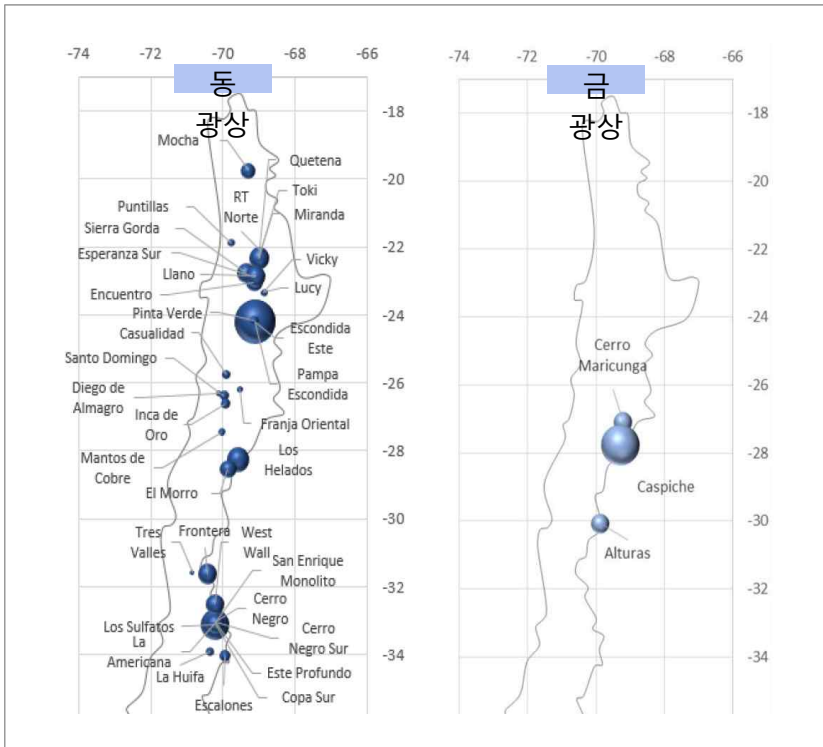 -74 -72 -70 -68 -66
동
광상
-18
-20
-22
-24
-26
-28
-30
-32
-34
Mocha
Quetena
RT
Norte
Toki
Miranda
Puntillas
Sierra Gorda
Esperanza Sur
Vicky
Llano
Lucy
Encuentro
Pinta Verde
Casualidad
Escondida
Este
Santo Domingo
Pampa
Escondida
Diego de
Almagro
Inca de
Oro
Franja Oriental
Mantos de
Cobre
Los
Helados
El Morro
Tres
Valles
Frontera
West
Wall
San Enrique
Monolito
Cerro
Negro
Los Sulfatos
La
Americana
Cerro
Negro Sur
La Huifa
Este Profundo
Copa Sur
Escalones
-74 -72 -70 -68 -66
금
광상
-18
-20
-22
-24
-26
-28
-30
-32
-34
Cerro
Maricunga
Caspiche
Alturas